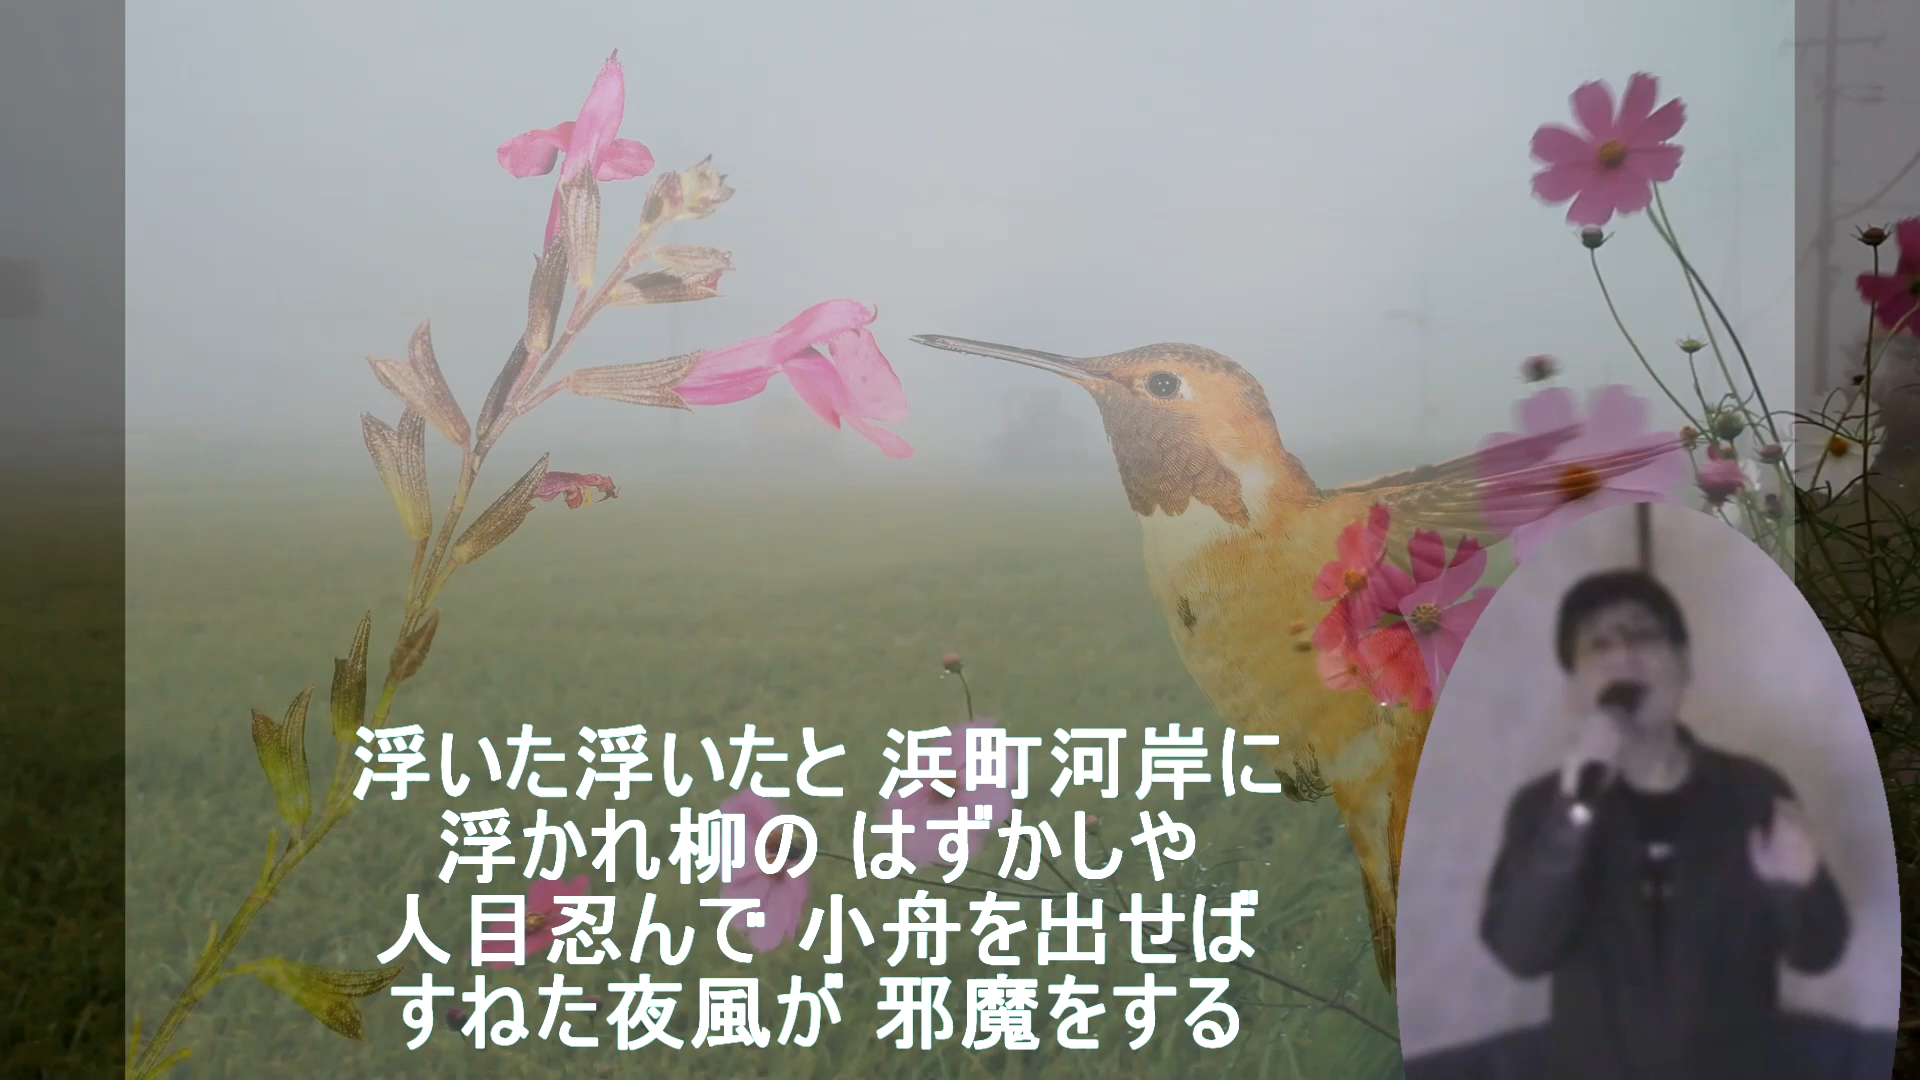 浮いた浮いたと 浜町河岸に
浮かれ柳の はずかしや
人目忍んで 小舟を出せば
すねた夜風が 邪魔をする